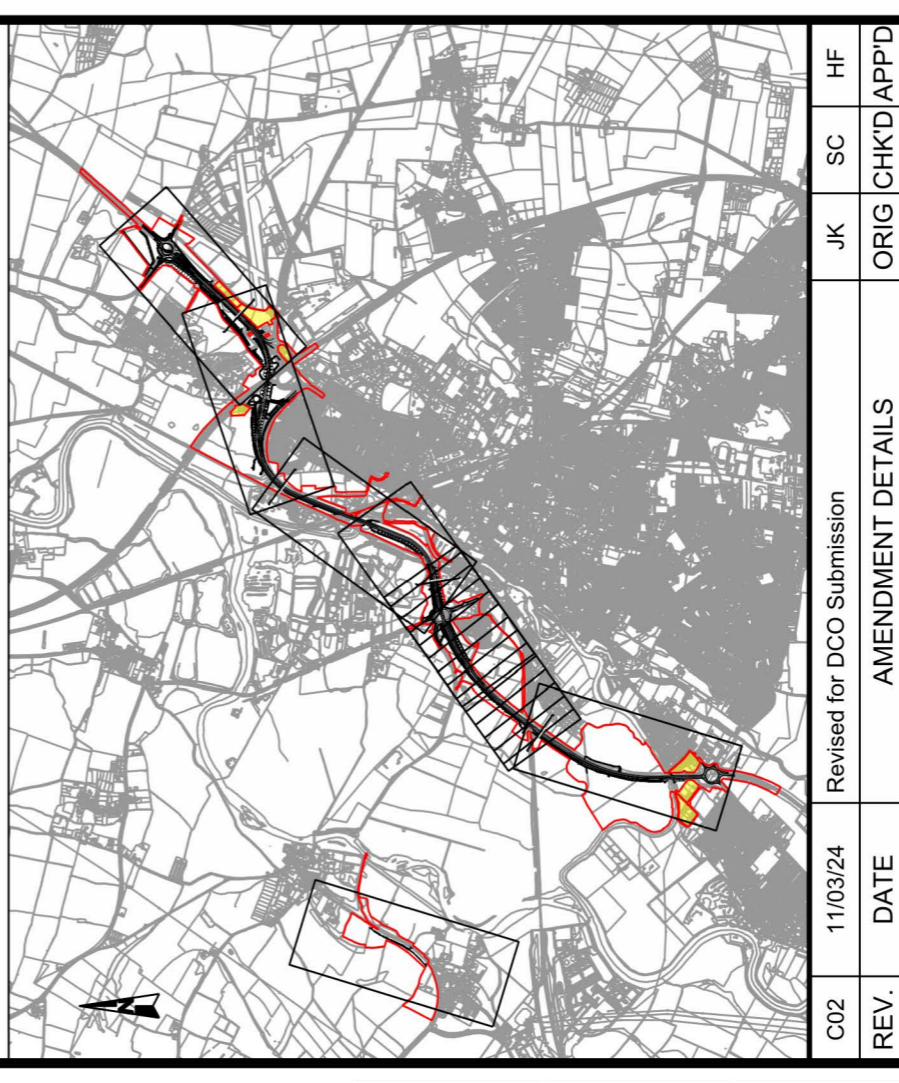 N
C02 11/03/24 Revised for DCO Submission JK SC HF
REV. DATE AMENDMENT DETAILS ORIG CHK'D APP'D